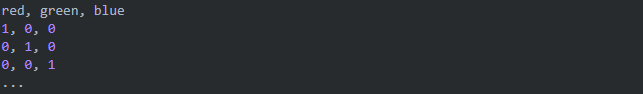 red, green, blue
1, 0, 0
0, 1, 0
0, 0, 1
...